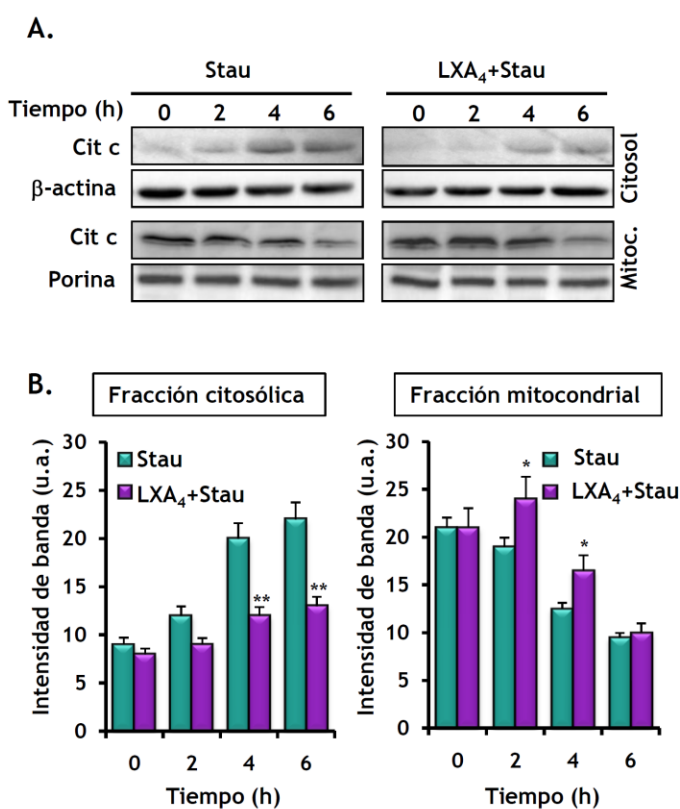 A.
Stau
LXA₄+Stau
Tiempo (h) 0 2 4 6 0 2 4 6
Cit c
β-actina
Citosol
Cit c
Porina
Mitoc.
B.
Fracción citosólica
Fracción mitocondrial
Intensidad de banda (u.a.)
30
25
20
15
10
5
0
Stau
LXA₄+Stau
**
**
0 2 4 6
Tiempo (h)
Intensidad de banda (u.a.)
30
25
20
15
10
5
0
Stau
LXA₄+Stau
*
*
0 2 4 6
Tiempo (h)